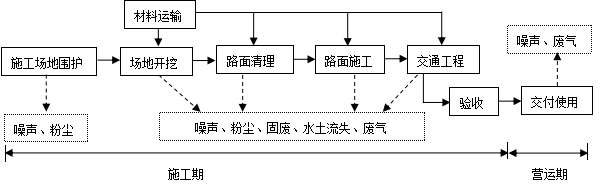 材料运输
噪声、废气
施工场地围护
场地开挖
路面清理
路面施工
交通工程
验收
交付使用
噪声、粉尘
噪声、粉尘、固废、水土流失、废气
施工期
营运期